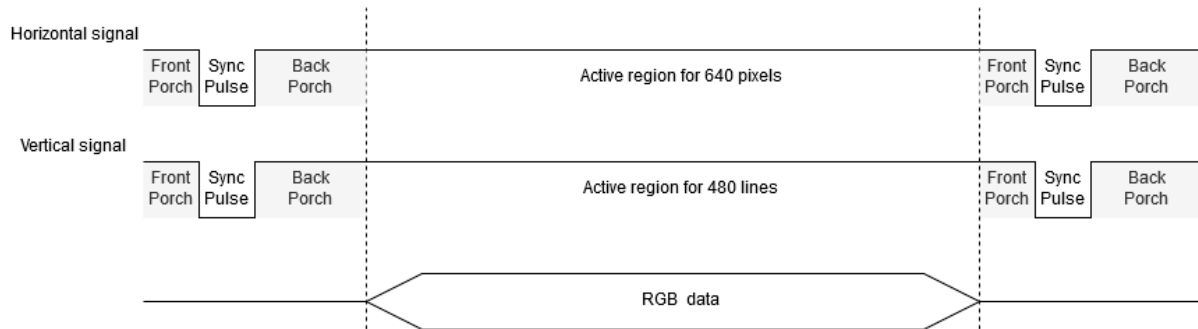 Horizontal signal
Front Porch
Sync Pulse
Back Porch
Active region for 640 pixels
Front Porch
Sync Pulse
Back Porch
Vertical signal
Front Porch
Sync Pulse
Back Porch
Active region for 480 lines
Front Porch
Sync Pulse
Back Porch
RGB data